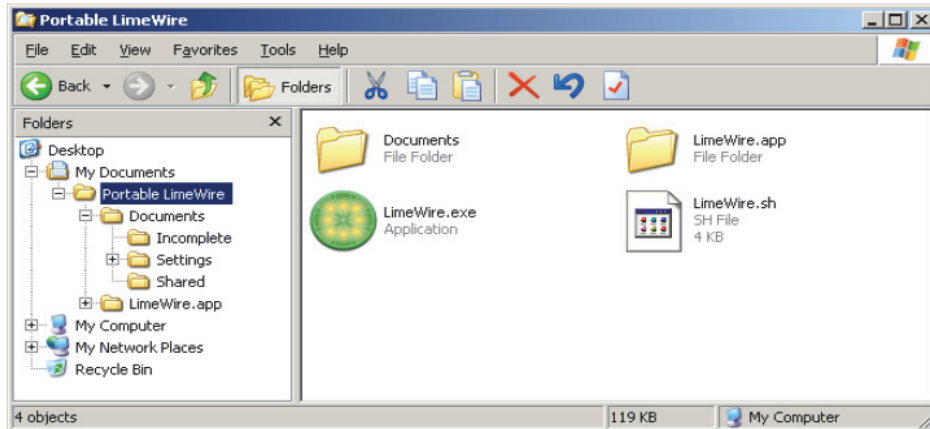 Portable LimeWire
File Edit View Favorites Tools Help
Back Folders
Folders
Desktop
My Documents
Portable LimeWire
Documents
Incomplete
Settings
Shared
LimeWire.app
My Computer
My Network Places
Recycle Bin
Documents
File Folder
LimeWire.app
File Folder
LimeWire.exe
Application
LimeWire.sh
SH File
4 KB
4 objects 119 KB My Computer